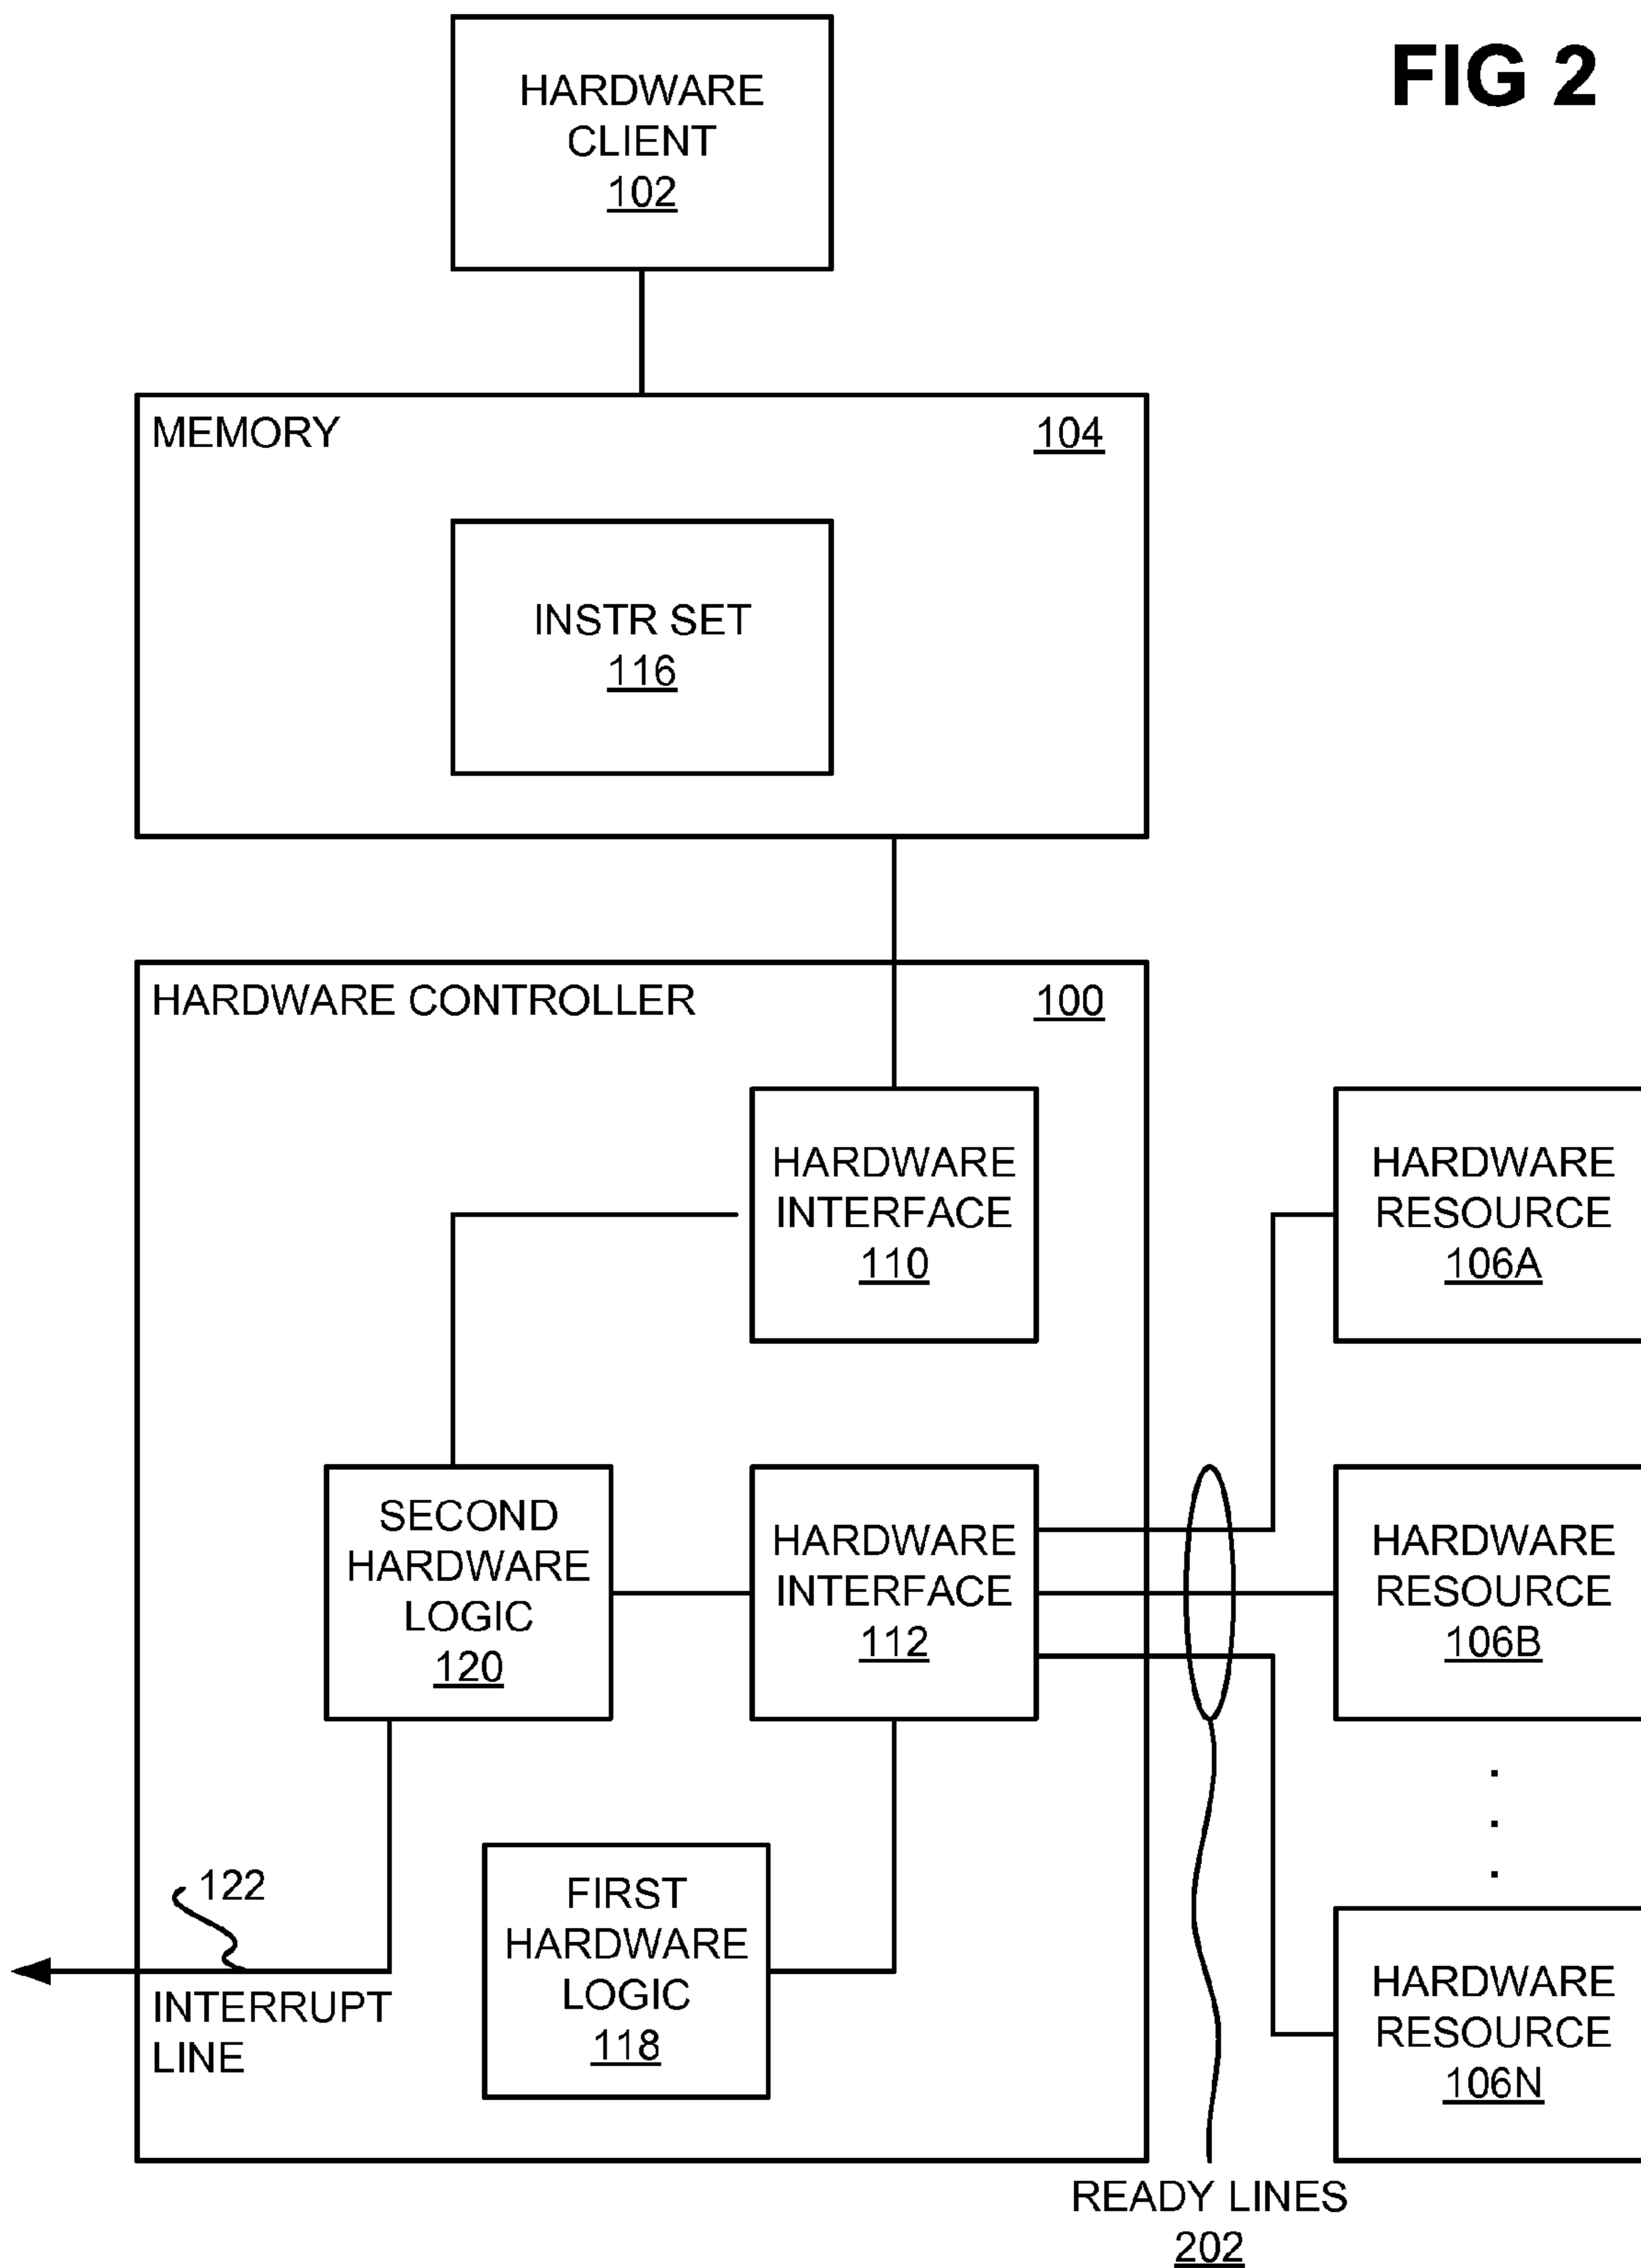 FIG 2
HARDWARE
CLIENT
102
MEMORY
104
INSTR SET
116
HARDWARE CONTROLLER
100
HARDWARE
INTERFACE
110
HARDWARE
RESOURCE
106A
SECOND
HARDWARE
LOGIC
120
HARDWARE
INTERFACE
112
HARDWARE
RESOURCE
106B
.
.
.
122
INTERRUPT
LINE
FIRST
HARDWARE
LOGIC
118
HARDWARE
RESOURCE
106N
READY LINES
202